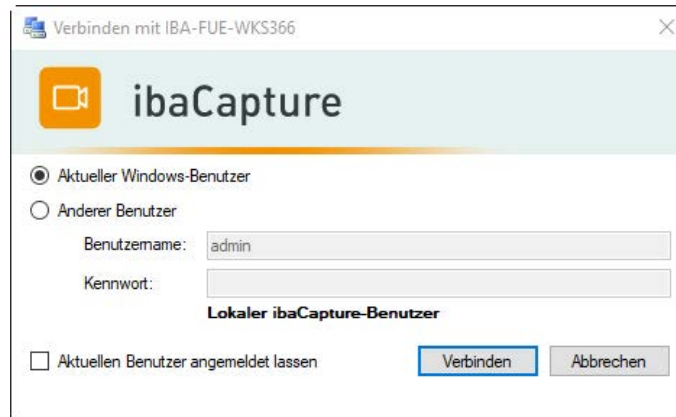 Verbinden mit IBA-FUE-WKS366
ibaCapture
Aktueller Windows-Benutzer
Anderer Benutzer
Benutzername: admin
Kennwort:
Lokaler ibaCapture-Benutzer
Aktuellen Benutzer angemeldet lassen Verbinden Abbrechen